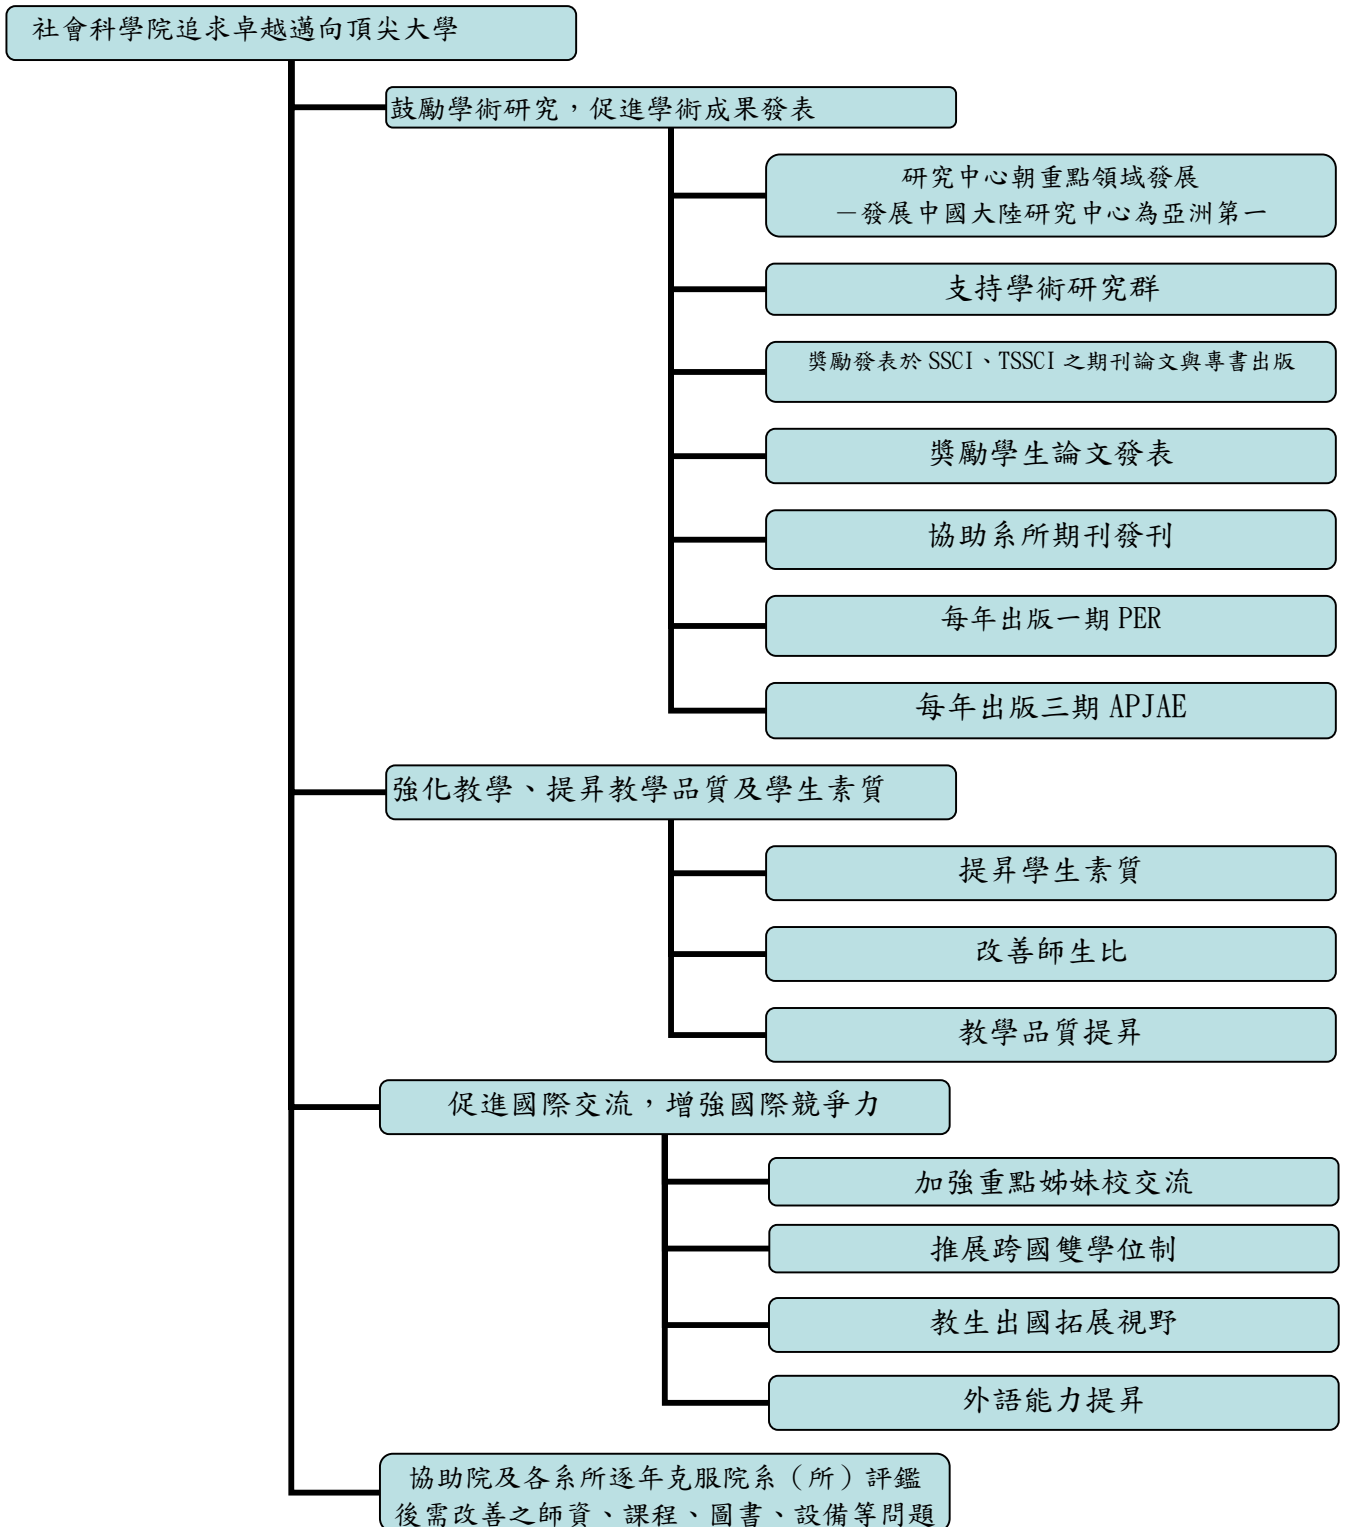 社會科學院追求卓越邁向頂尖大學
鼓勵學術研究，促進學術成果發表
研究中心朝重點領域發展
－發展中國大陸研究中心為亞洲第一
支持學術研究群
獎勵發表於 SSCI、TSSCI 之期刊論文與專書出版
獎勵學生論文發表
協助系所期刊發刊
每年出版一期 PER
每年出版三期 APJAE
強化教學、提昇教學品質及學生素質
提昇學生素質
改善師生比
教學品質提昇
促進國際交流，增強國際競爭力
加強重點姊妹校交流
推展跨國雙學位制
教生出國拓展視野
外語能力提昇
協助院及各系所逐年克服院系（所）評鑑
後需改善之師資、課程、圖書、設備等問題